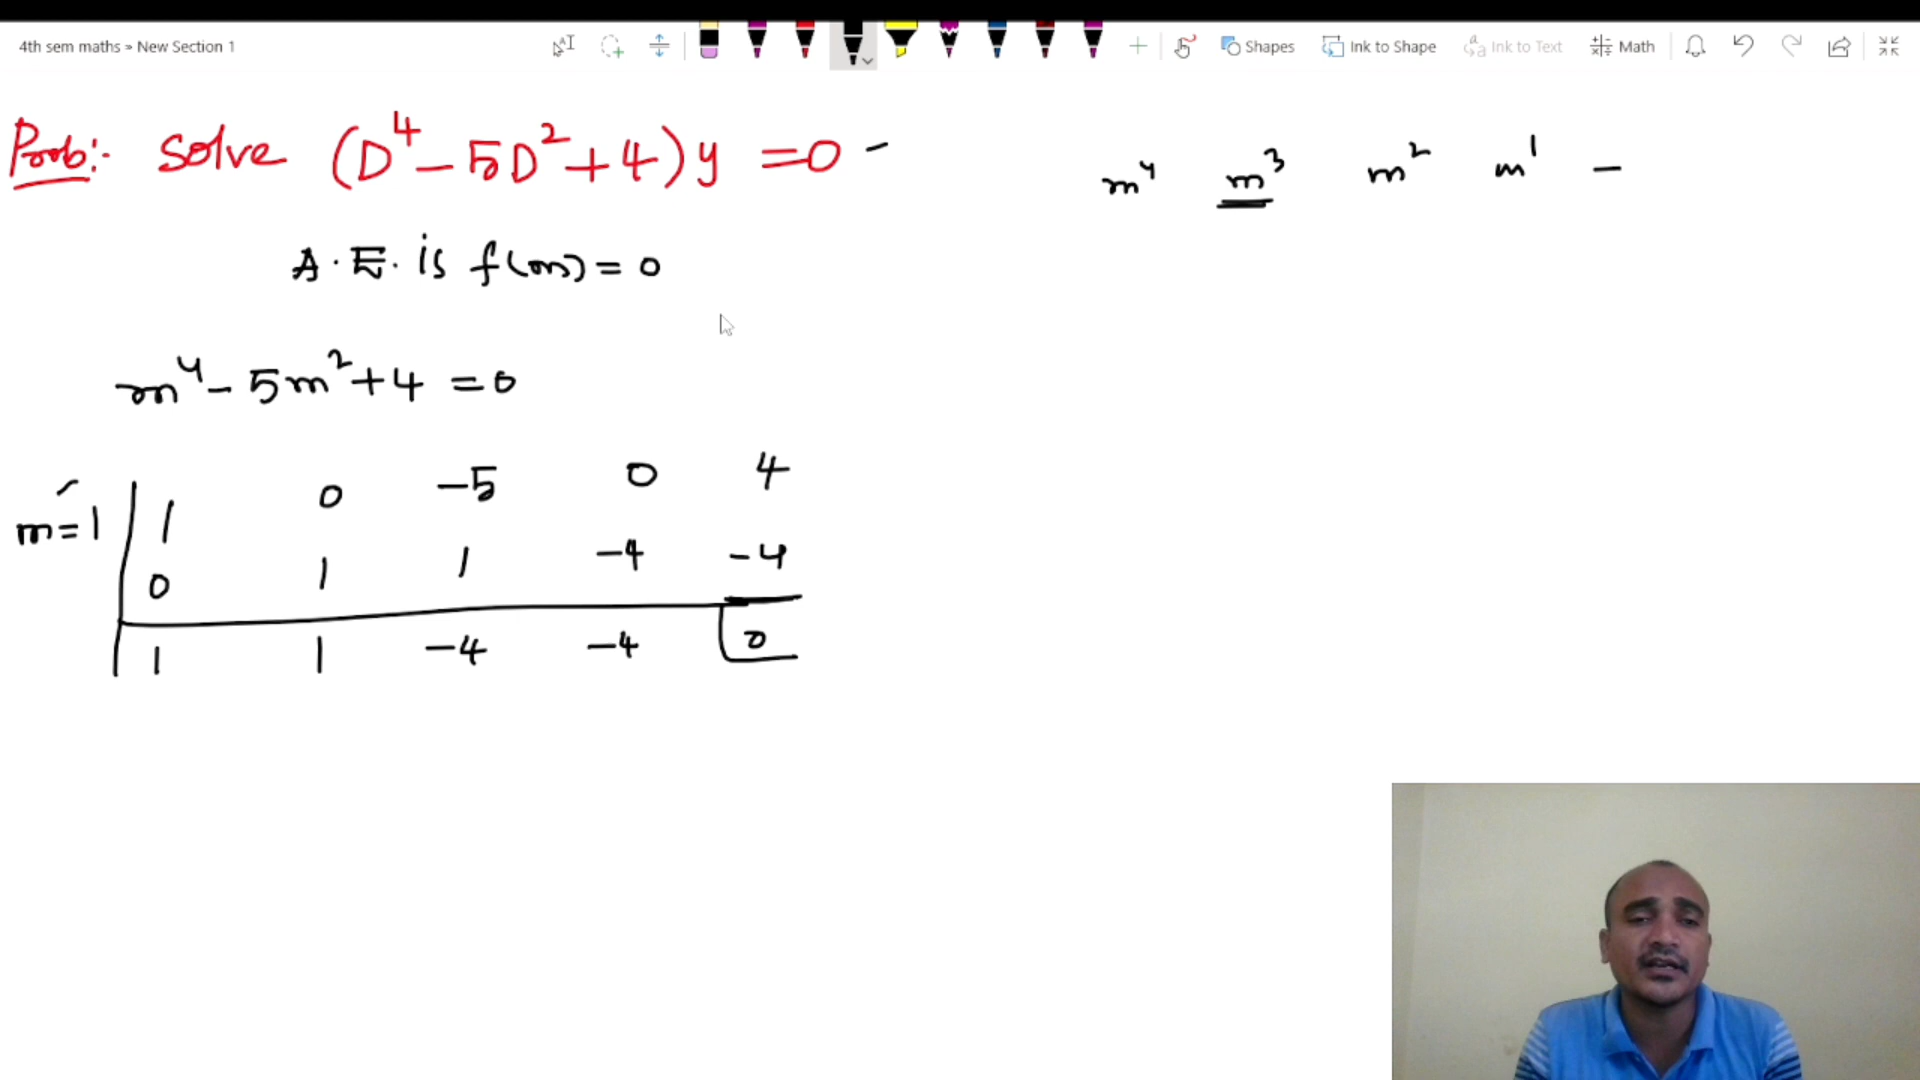 4th sem maths » New Section 1
Shapes Ink to Shape Ink to Text Math
Prob:- Solve (D⁴ - 5D² + 4) y = 0 -
m⁴ m³ m² m¹ -
A.E. is f(m) = 0
m⁴ - 5m² + 4 = 0
m = 1 | 1 0 -5 0 4
0 1 1 -4 -4
1 1 -4 -4 0